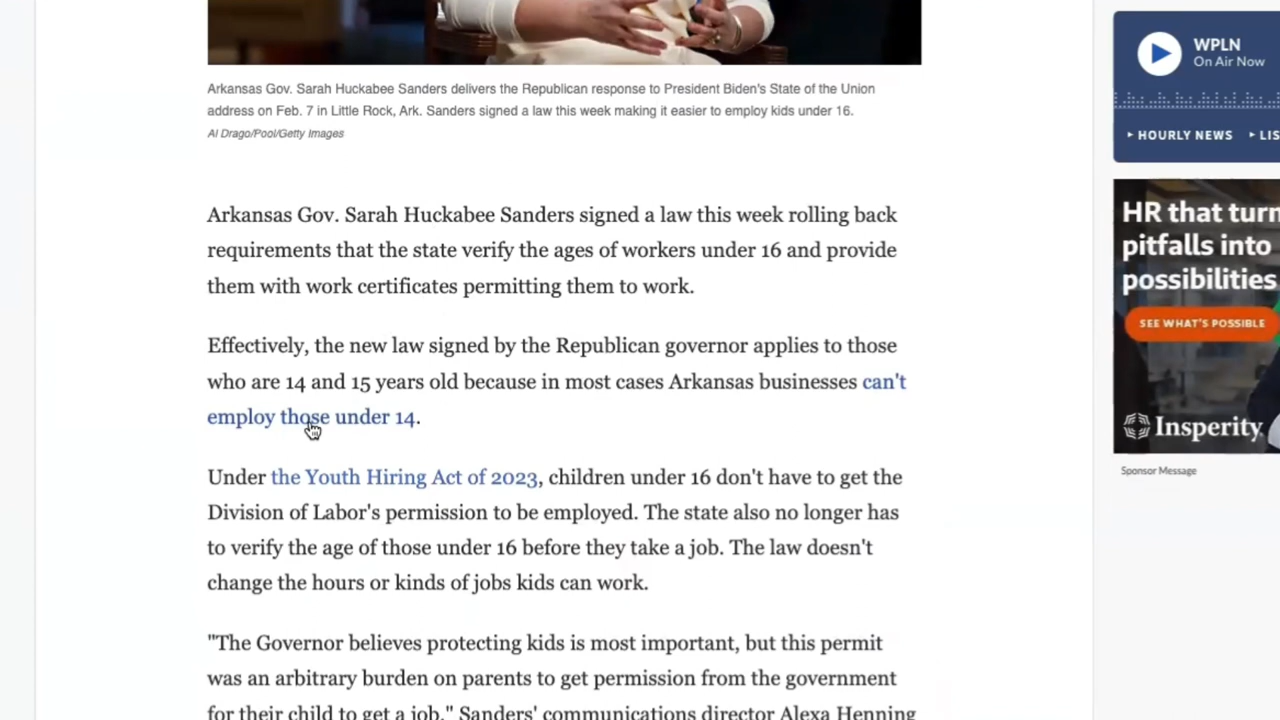 Arkansas Gov. Sarah Huckabee Sanders delivers the Republican response to President Biden's State of the Union
address on Feb. 7 in Little Rock, Ark. Sanders signed a law this week making it easier to employ kids under 16.
Al Drago/Pool/Getty Images
Arkansas Gov. Sarah Huckabee Sanders signed a law this week rolling back
requirements that the state verify the ages of workers under 16 and provide
them with work certificates permitting them to work.
Effectively, the new law signed by the Republican governor applies to those
who are 14 and 15 years old because in most cases Arkansas businesses can't
employ those under 14.
Under the Youth Hiring Act of 2023, children under 16 don't have to get the
Division of Labor's permission to be employed. The state also no longer has
to verify the age of those under 16 before they take a job. The law doesn't
change the hours or kinds of jobs kids can work.
"The Governor believes protecting kids is most important, but this permit
was an arbitrary burden on parents to get permission from the government
for their child to get a job," Sanders' communications director Alexa Henning
WPLN
On Air Now
HOURLY NEWS
LIS
HR that turn
pitfalls into
possibilities
SEE WHAT'S POSSIBLE
Insperity
Sponsor Message